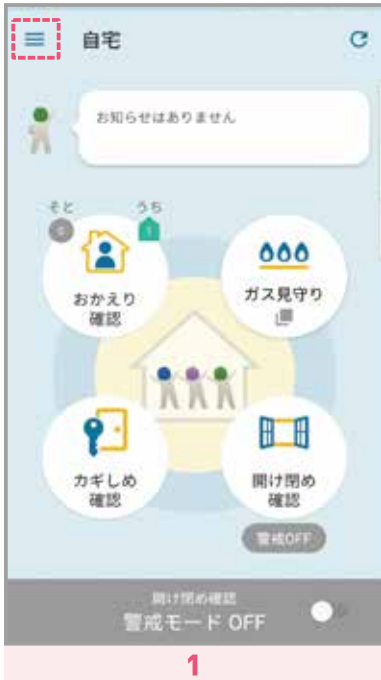 自宅
お知らせはありません
そと
0
うち
1
おかえり
確認
ガス見守り
カギしめ
確認
開け閉め
確認
警戒OFF
開け閉め確認
警戒モード OFF
1